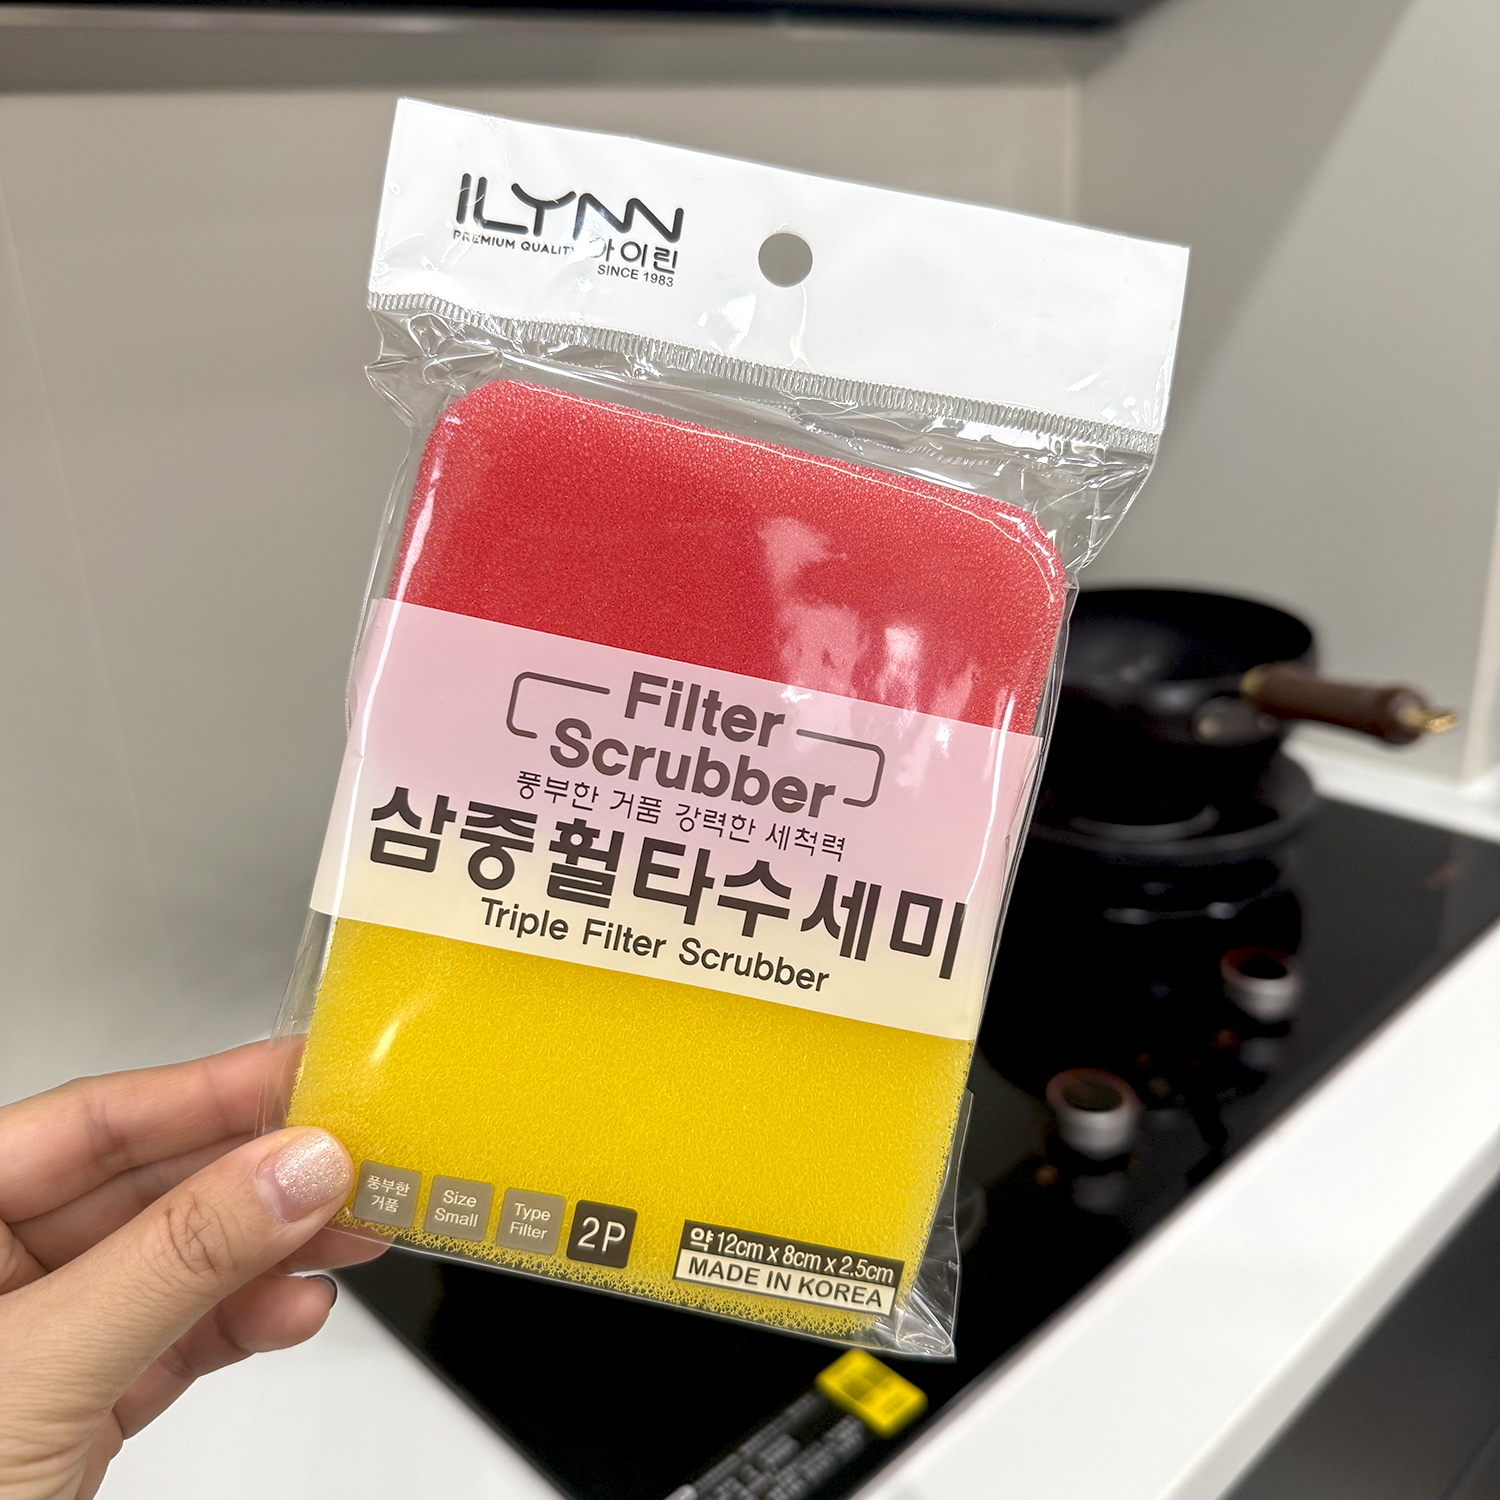 ILYNN
PREMIUM QUALITY 아이린
SINCE 1983
Filter
Scrubber
풍부한 거품 강력한 세척력
삼중휠타수세미
Triple Filter Scrubber
풍부한
거품
Size
Small
Type
Filter
2P
약 12cm x 8cm x 2.5cm
MADE IN KOREA